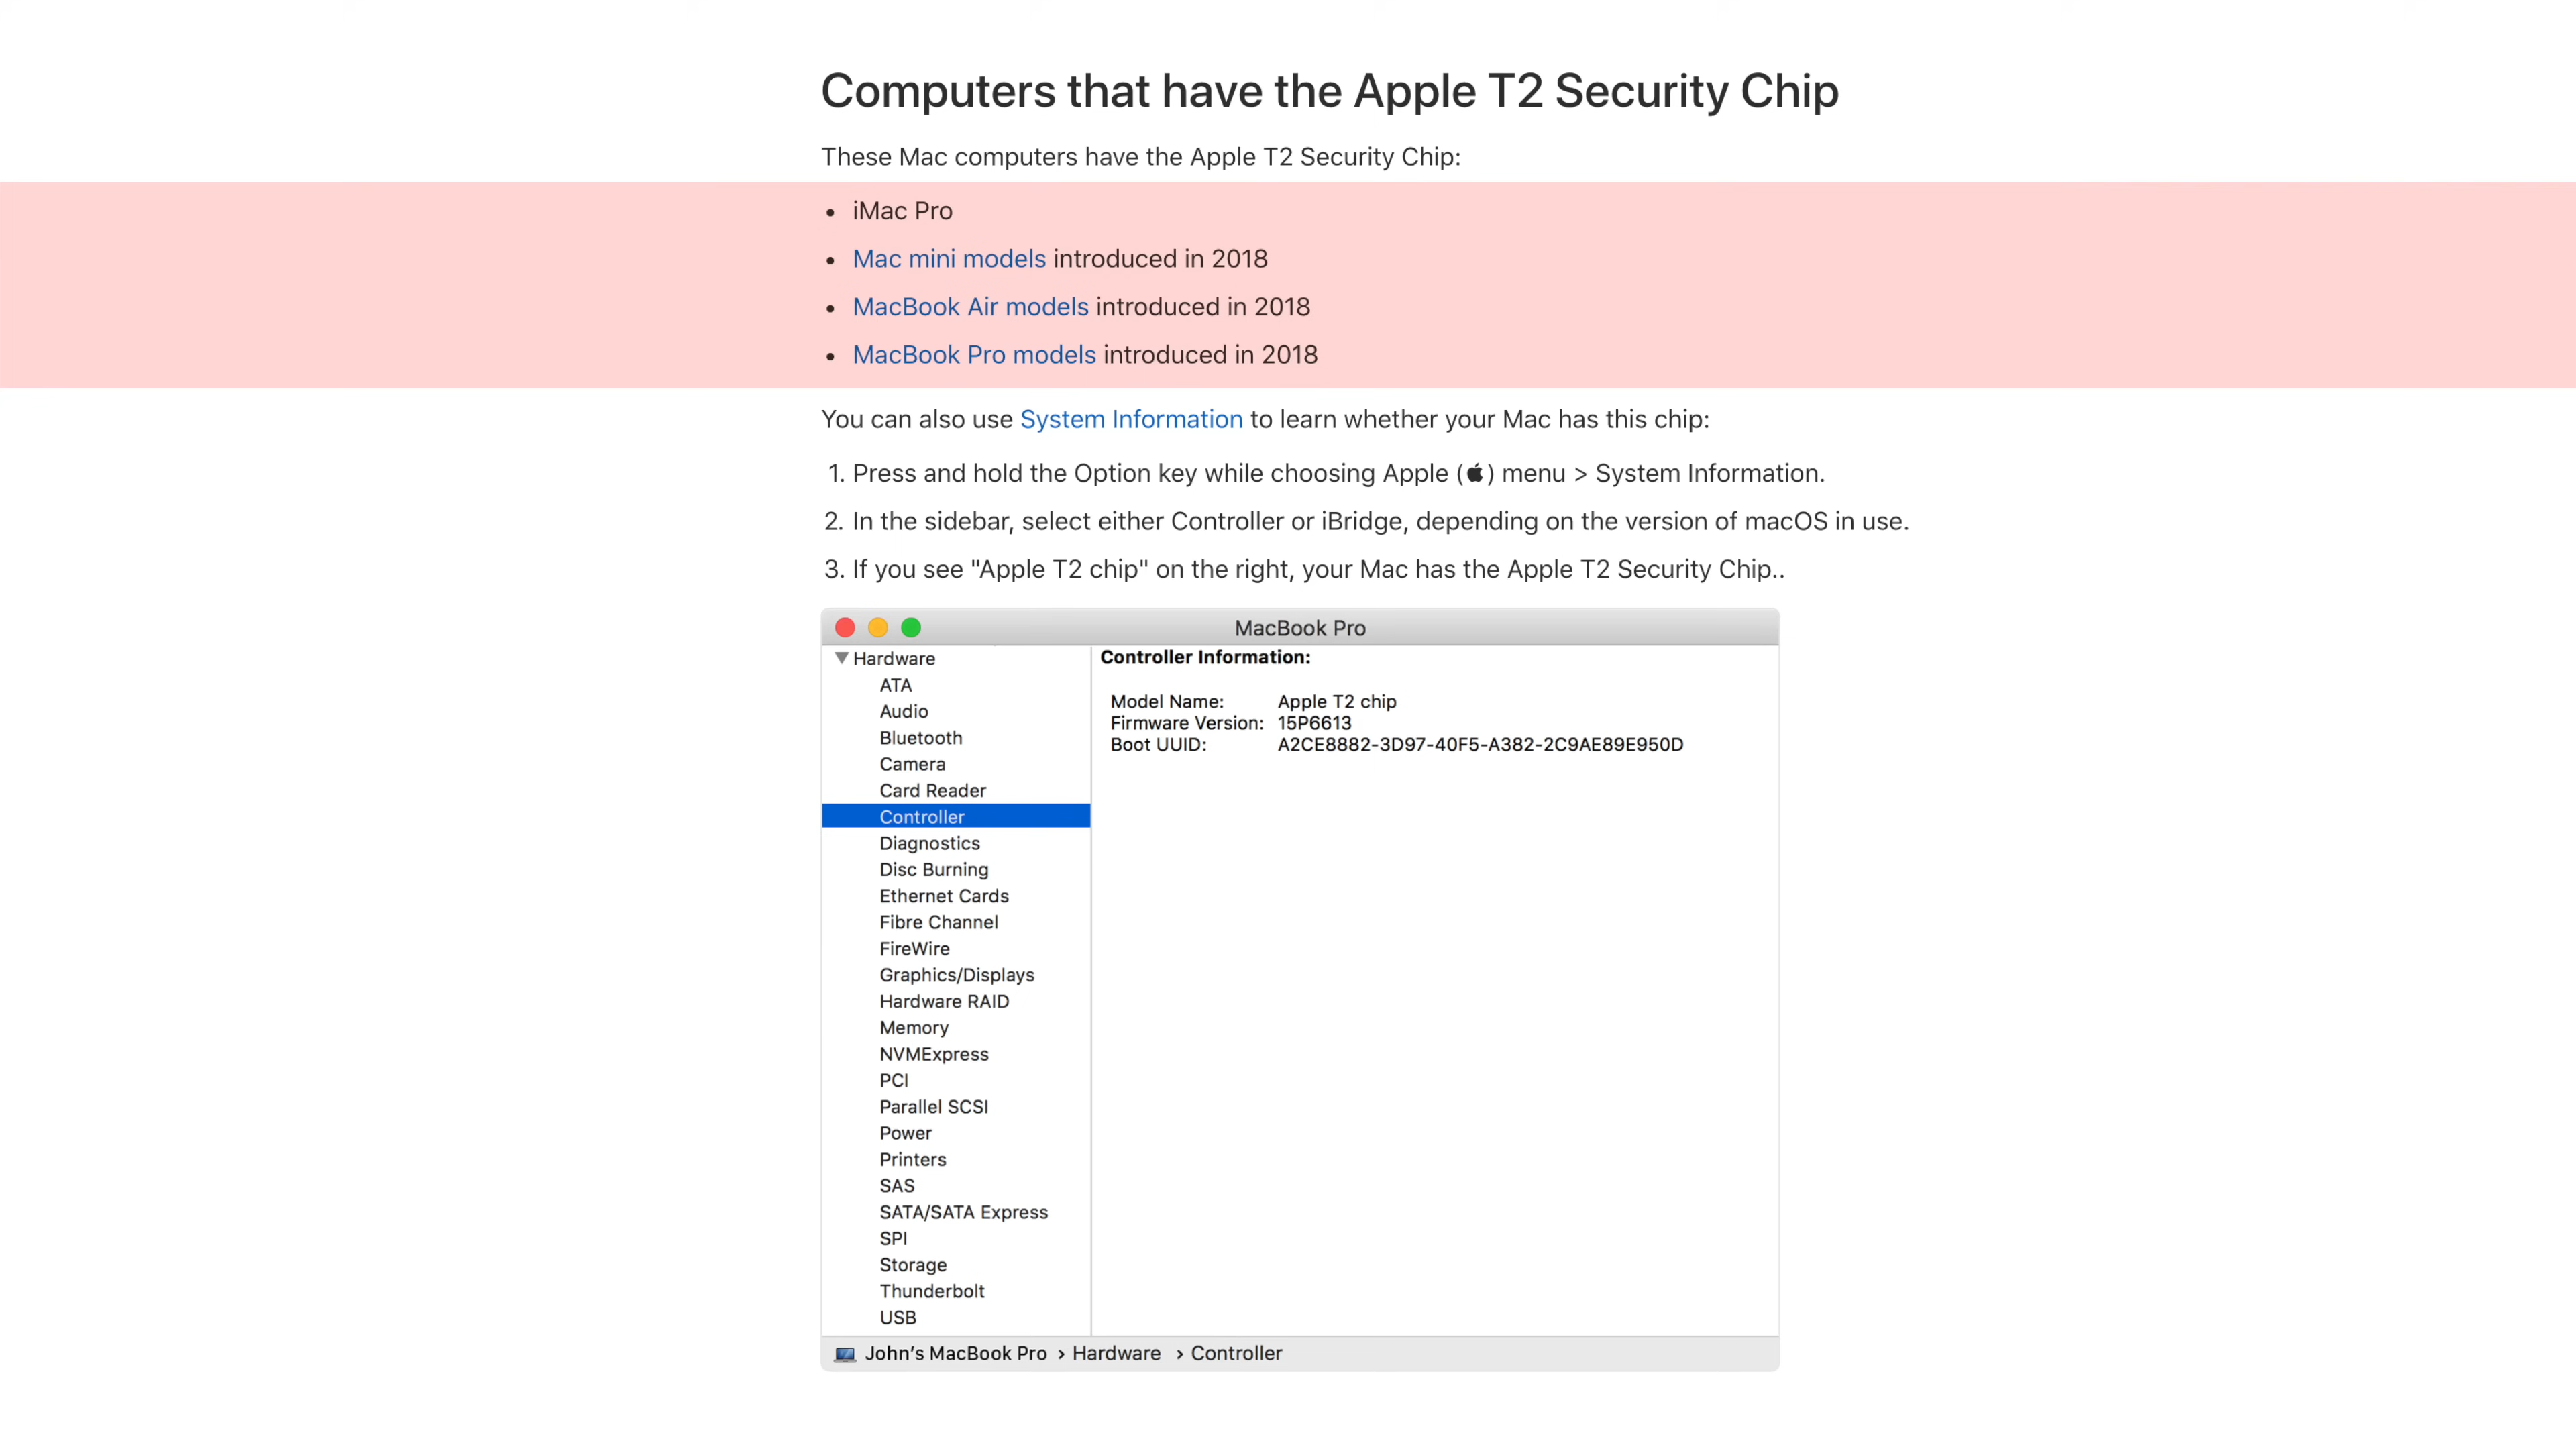 Computers that have the Apple T2 Security Chip
These Mac computers have the Apple T2 Security Chip:
• iMac Pro
• Mac mini models introduced in 2018
• MacBook Air models introduced in 2018
• MacBook Pro models introduced in 2018
You can also use System Information to learn whether your Mac has this chip:
1. Press and hold the Option key while choosing Apple () menu > System Information.
2. In the sidebar, select either Controller or iBridge, depending on the version of macOS in use.
3. If you see "Apple T2 chip" on the right, your Mac has the Apple T2 Security Chip..
MacBook Pro
Hardware
ATA
Audio
Bluetooth
Camera
Card Reader
Controller
Diagnostics
Disc Burning
Ethernet Cards
Fibre Channel
FireWire
Graphics/Displays
Hardware RAID
Memory
NVMExpress
PCI
Parallel SCSI
Power
Printers
SAS
SATA/SATA Express
SPI
Storage
Thunderbolt
USB
Controller Information:
Model Name: Apple T2 chip
Firmware Version: 15P6613
Boot UUID: A2CE8882-3D97-40F5-A382-2C9AE89E950D
John’s MacBook Pro › Hardware › Controller